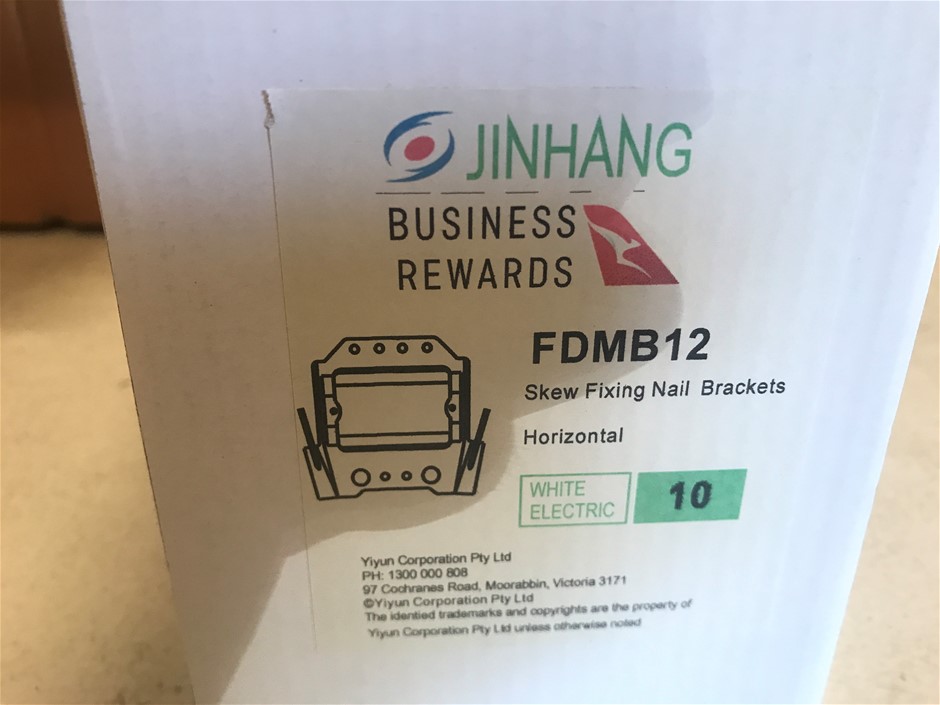 JINHANG
BUSINESS
REWARDS
FDMB12
Skew Fixing Nail Brackets
Horizontal
WHITE
ELECTRIC
10
Yiyun Corporation Pty Ltd
PH: 1300 000 808
97 Cochranes Road, Moorabbin, Victoria 3171
©Yiyun Corporation Pty Ltd
The identied trademarks and copyrights are the property of
Yiyun Corporation Pty Ltd unless otherwise noted